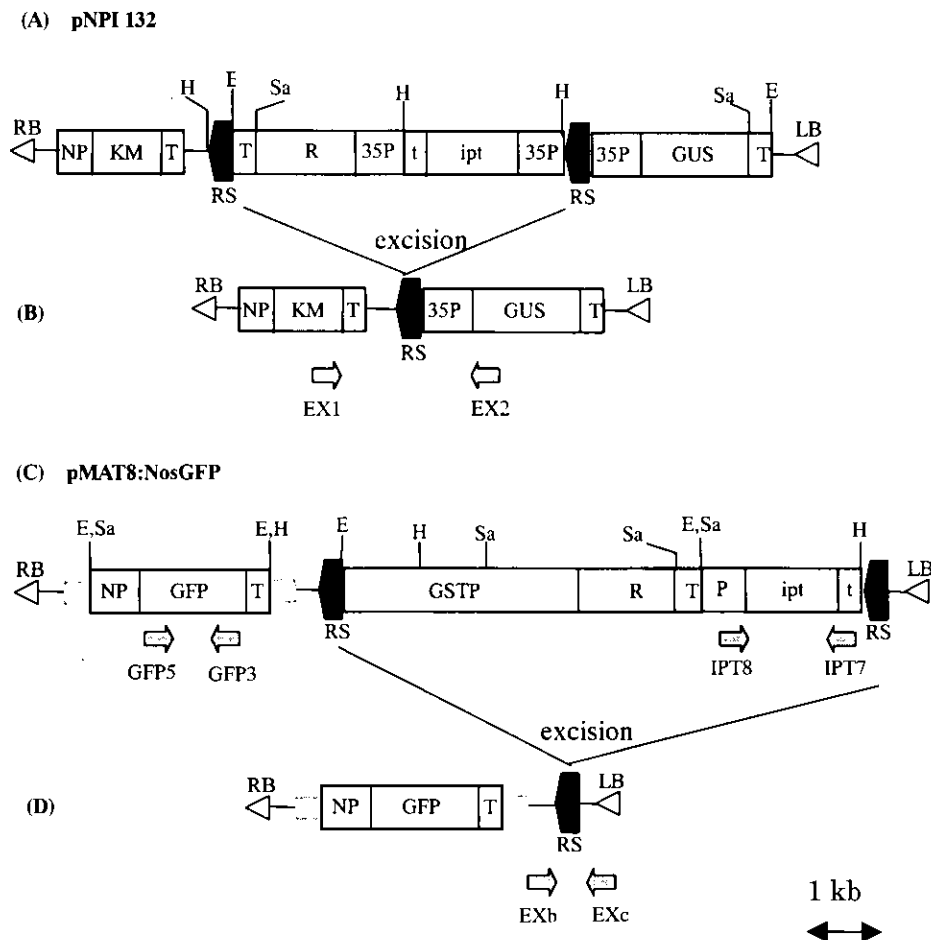 (A) pNPI 132
H E Sa H H Sa E
RB NP KM T T R 35P t ipt 35P 35P GUS T LB
RS RS
excision
(B) RB NP KM T 35P GUS T LB
RS
EX1 EX2
(C) pMAT8:NosGFP
E,Sa E,H E H Sa Sa E,Sa H
RB NP GFP T GSTP R T P ipt t LB
RS RS
GFP5 GFP3 IPT8 IPT7
excision
(D) RB NP GFP T LB
RS
EXb EXc
1 kb